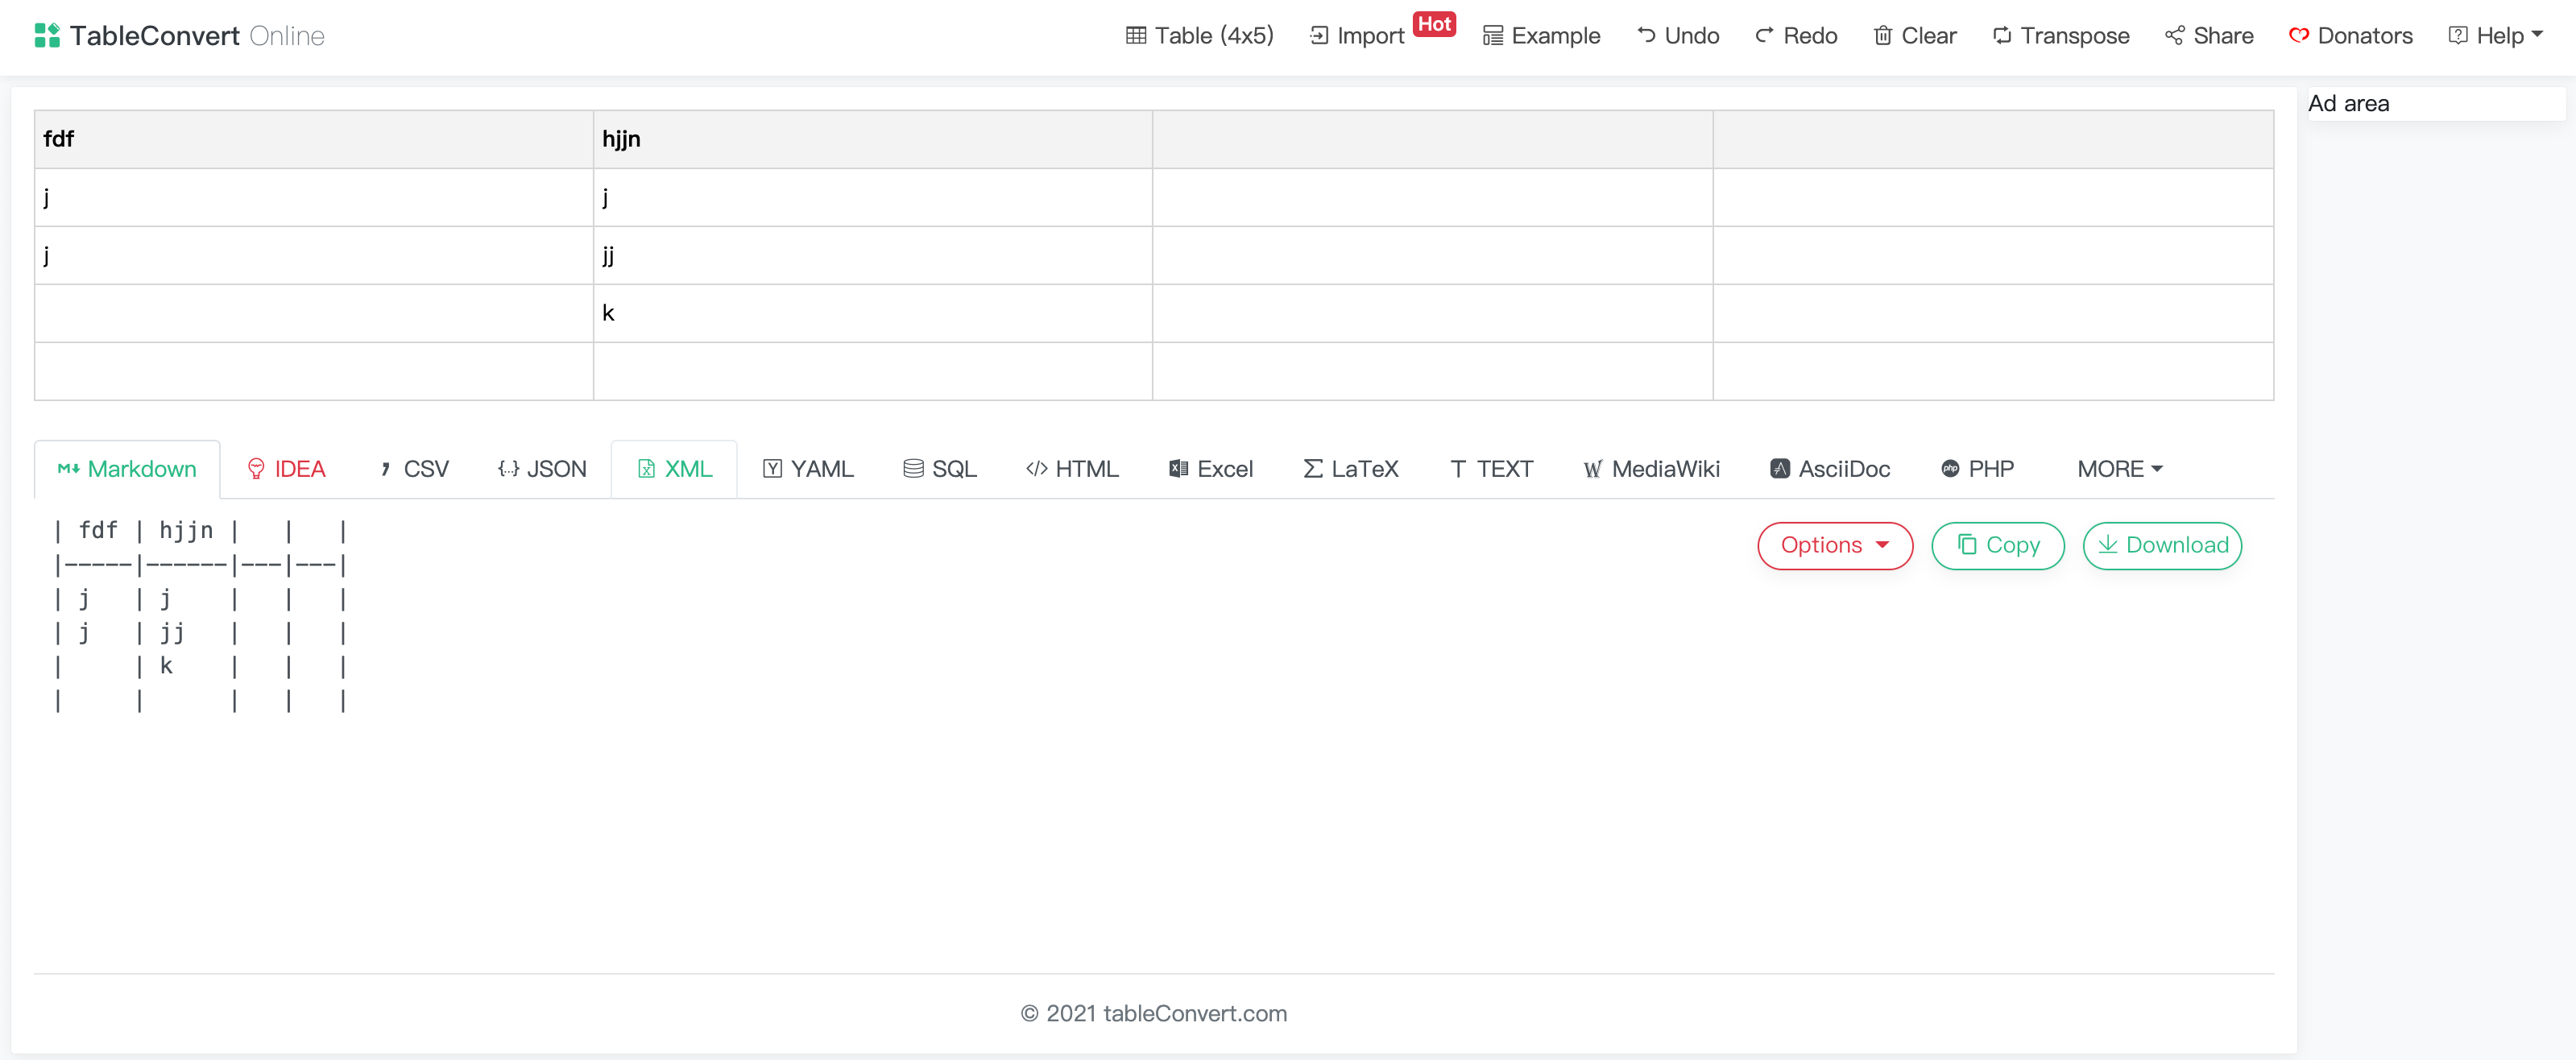 TableConvert Online
Table (4x5) Import Hot Example Undo Redo Clear Transpose Share Donators Help
Ad area
fdf hjjn
j j
j jj
k
Markdown IDEA CSV JSON XML YAML SQL HTML Excel LaTeX TEXT MediaWiki AsciiDoc PHP MORE
Options Copy Download
| fdf | hjjn |   |   |
|-----|------|---|---|
| j   | j    |   |   |
| j   | jj   |   |   |
|     | k    |   |   |
|     |      |   |   |
© 2021 tableConvert.com